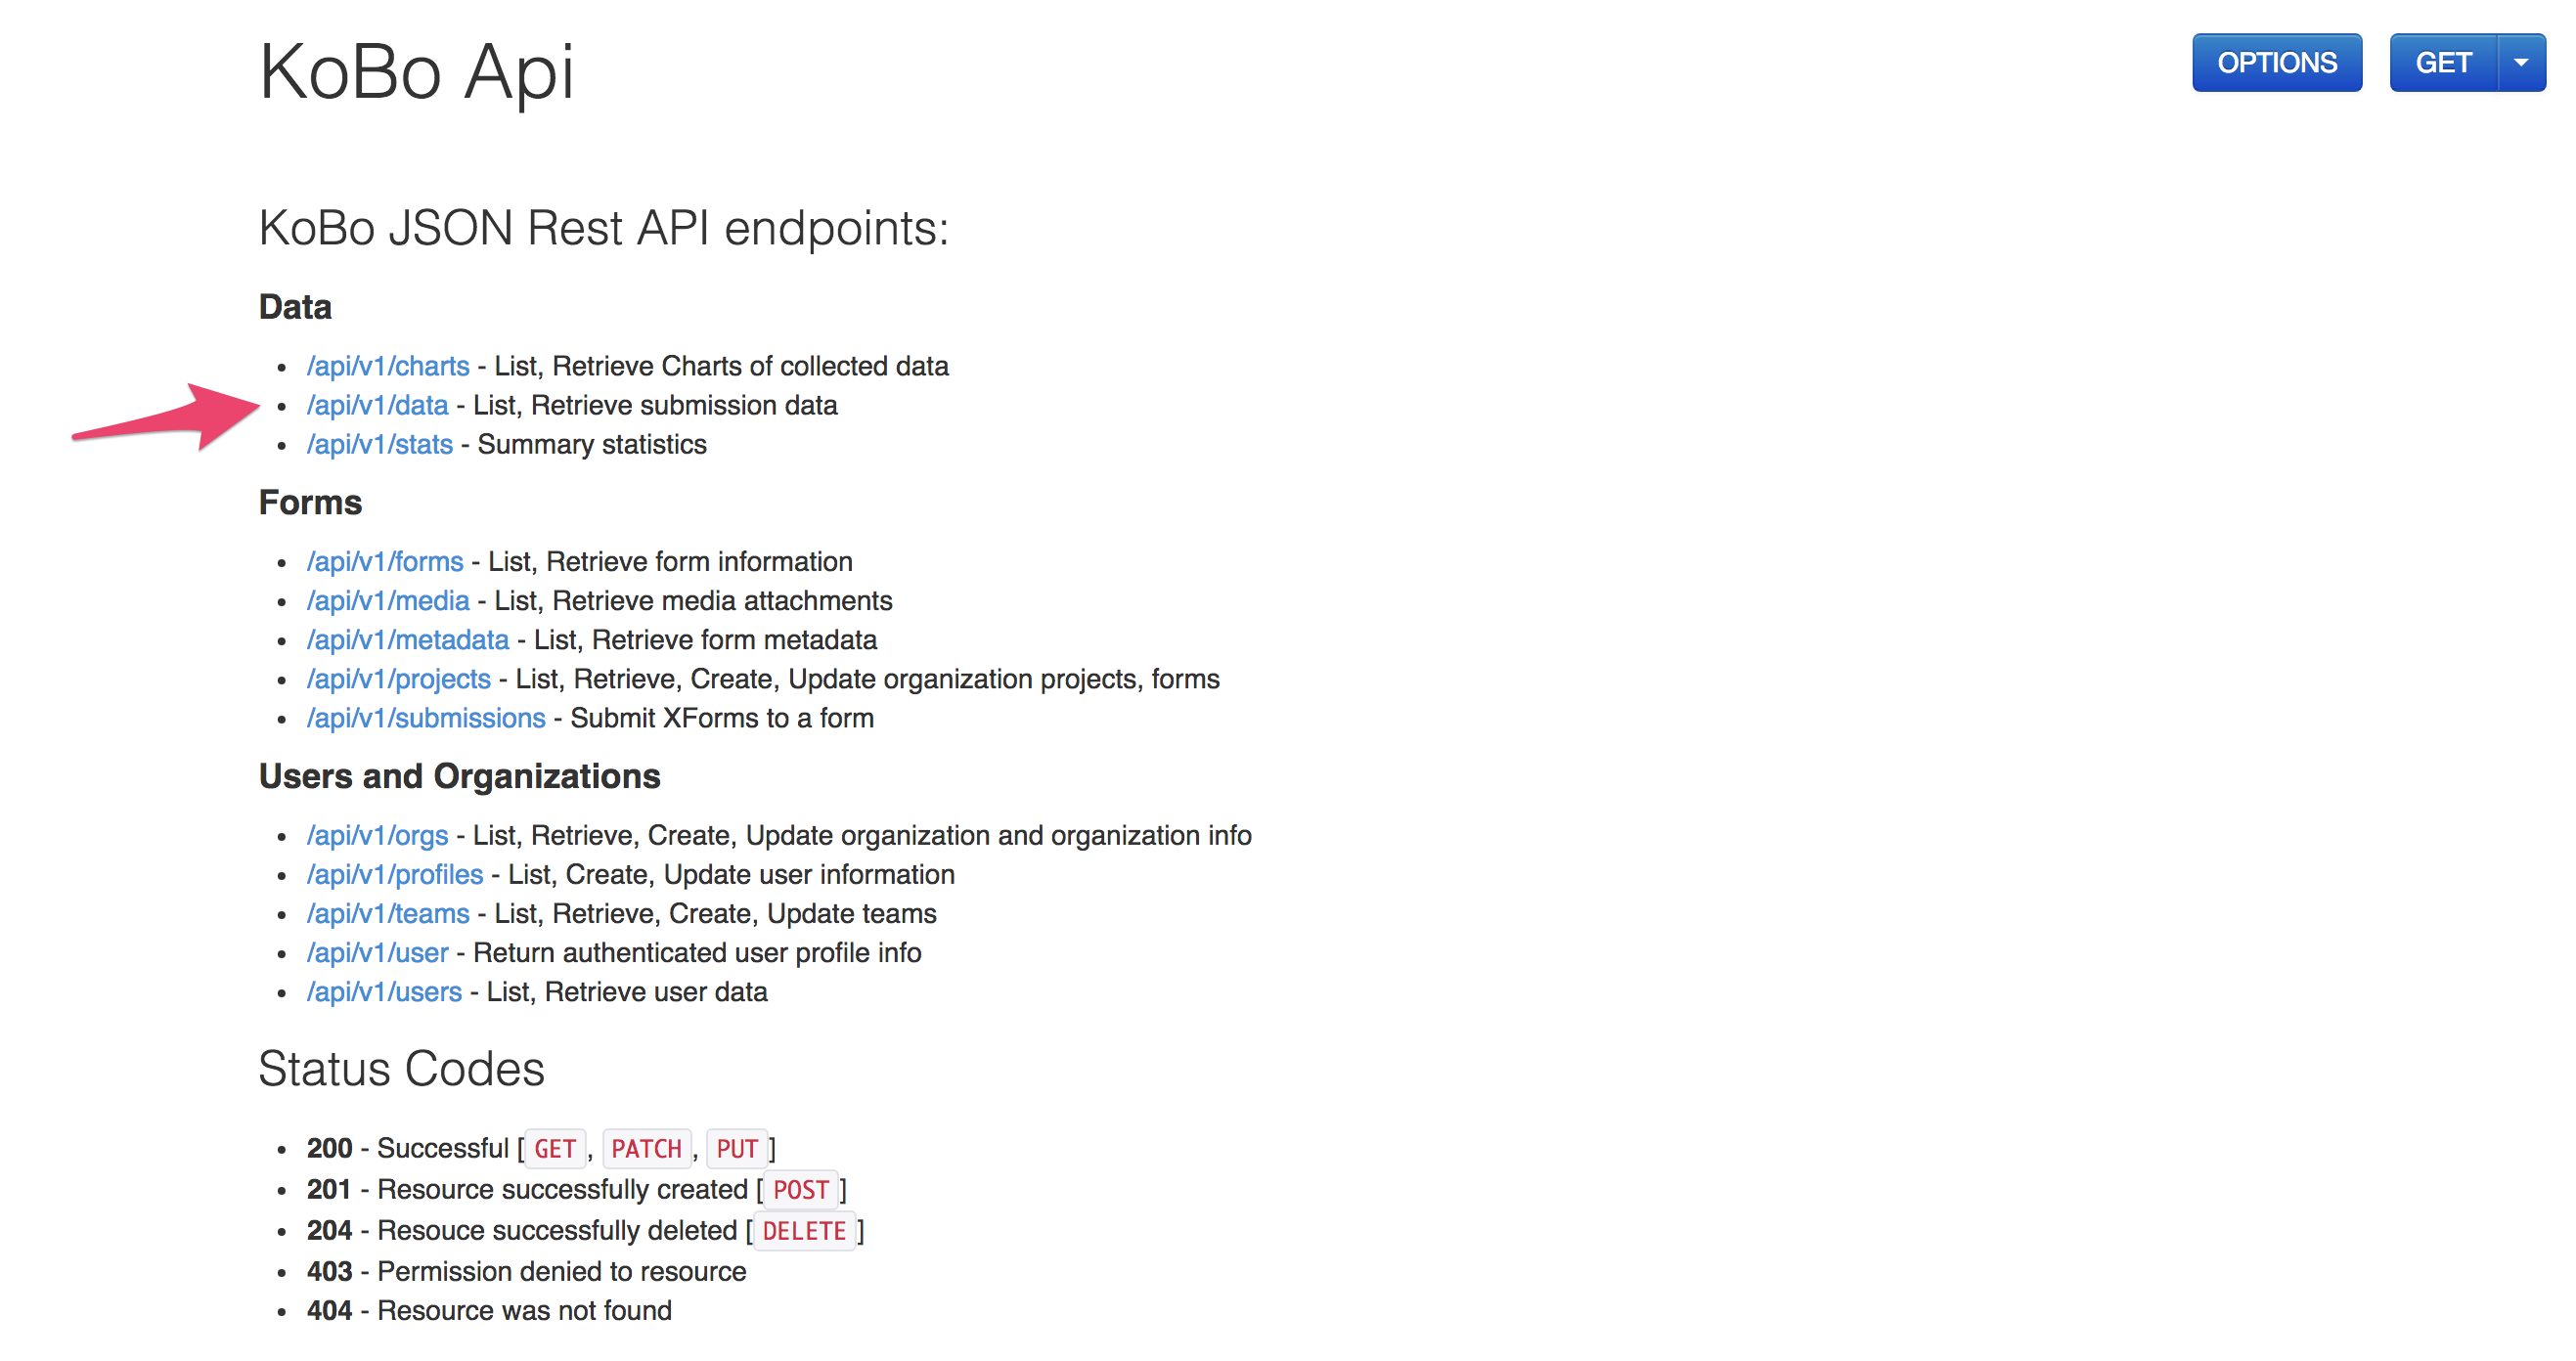 KoBo Api
OPTIONS
GET
KoBo JSON Rest API endpoints:
Data
/api/v1/charts - List, Retrieve Charts of collected data
/api/v1/data - List, Retrieve submission data
/api/v1/stats - Summary statistics
Forms
/api/v1/forms - List, Retrieve form information
/api/v1/media - List, Retrieve media attachments
/api/v1/metadata - List, Retrieve form metadata
/api/v1/projects - List, Retrieve, Create, Update organization projects, forms
/api/v1/submissions - Submit XForms to a form
Users and Organizations
/api/v1/orgs - List, Retrieve, Create, Update organization and organization info
/api/v1/profiles - List, Create, Update user information
/api/v1/teams - List, Retrieve, Create, Update teams
/api/v1/user - Return authenticated user profile info
/api/v1/users - List, Retrieve user data
Status Codes
200 - Successful [GET, PATCH, PUT]
201 - Resource successfully created [POST]
204 - Resouce successfully deleted [DELETE]
403 - Permission denied to resource
404 - Resource was not found